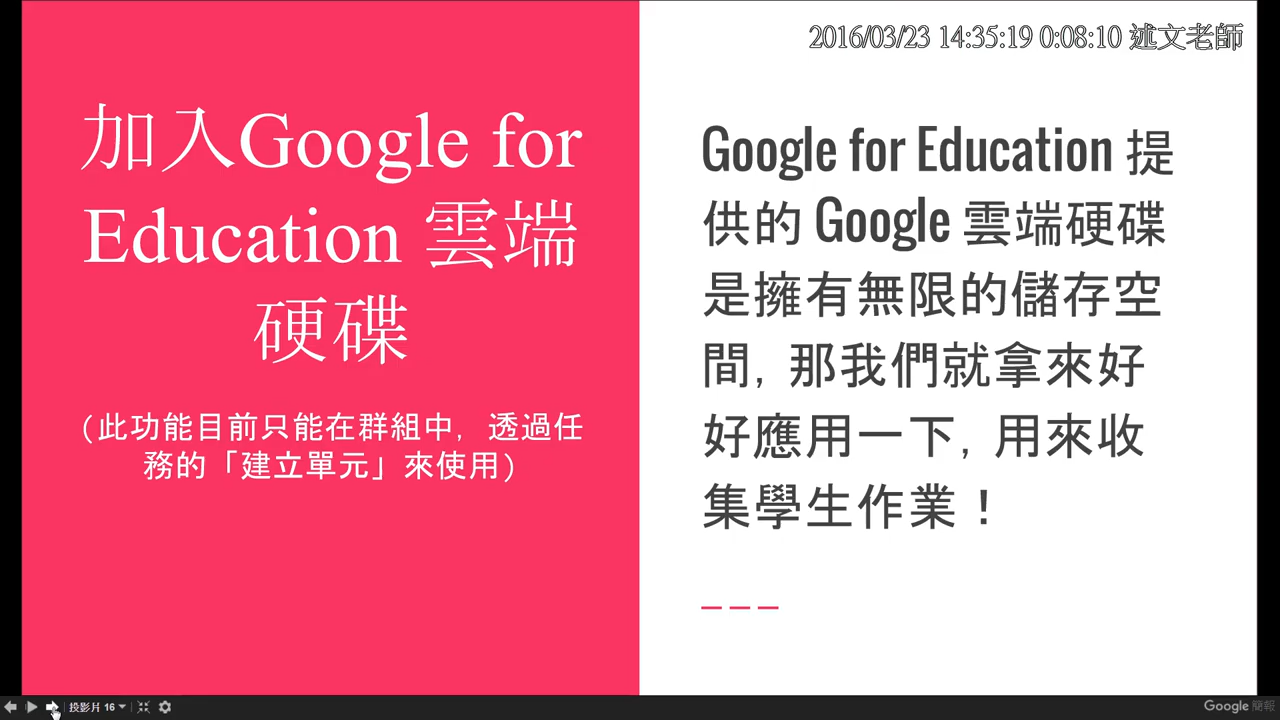 2016/03/23 14:35:19 0:08:10 述文老師
加入Google for
Education 雲端
硬碟
(此功能目前只能在群組中, 透過任
務的「建立單元」來使用)
Google for Education 提
供的 Google 雲端硬碟
是擁有無限的儲存空
間, 那我們就拿來好
好應用一下, 用來收
集學生作業！
投影片 16
Google 簡報